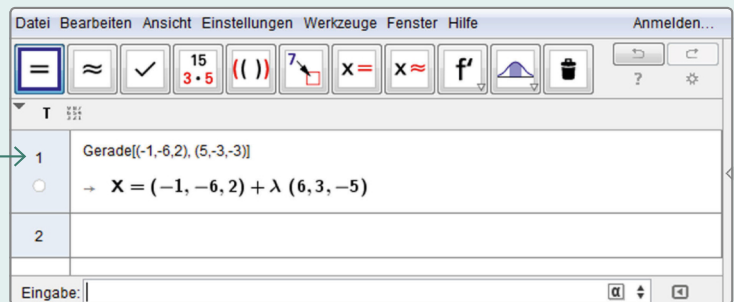 Datei Bearbeiten Ansicht Einstellungen Werkzeuge Fenster Hilfe Anmelden...
= ≈ ✓ 15 3·5 (( )) 7 x= x≈ f'
?
T
1 Gerade[(-1,-6,2), (5,-3,-3)]
→ X = (−1, −6, 2) + λ (6, 3, −5)
2
Eingabe: α